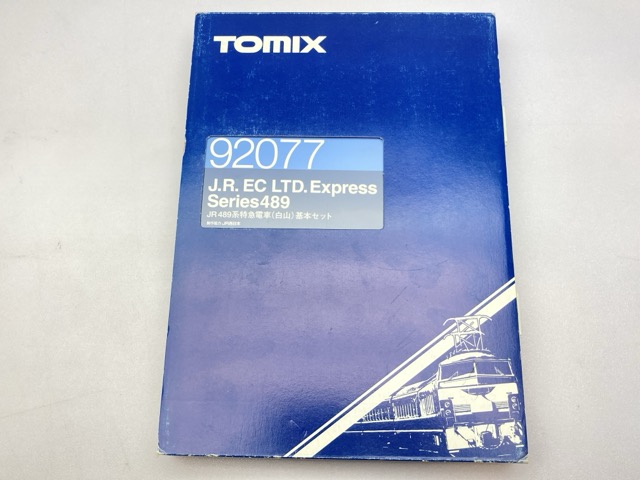 TOMIX
92077
J.R. EC LTD. Express
Series489
JR 489系特急電車(白山)基本セット